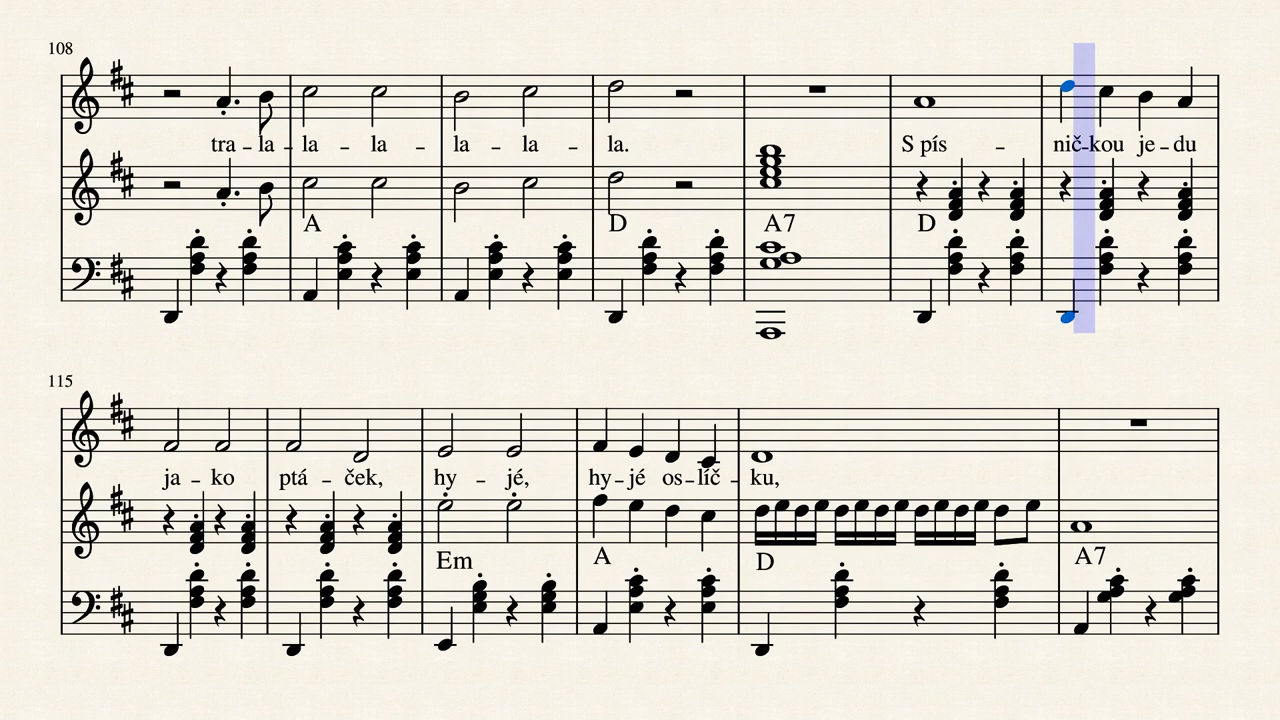 108
tra – la – la – la – la – la – la. S pís – nič – kou je – du
A D A7 D
115
ja – ko ptá – ček, hy – jé, hy – jé os – líč – ku,
Em A D A7